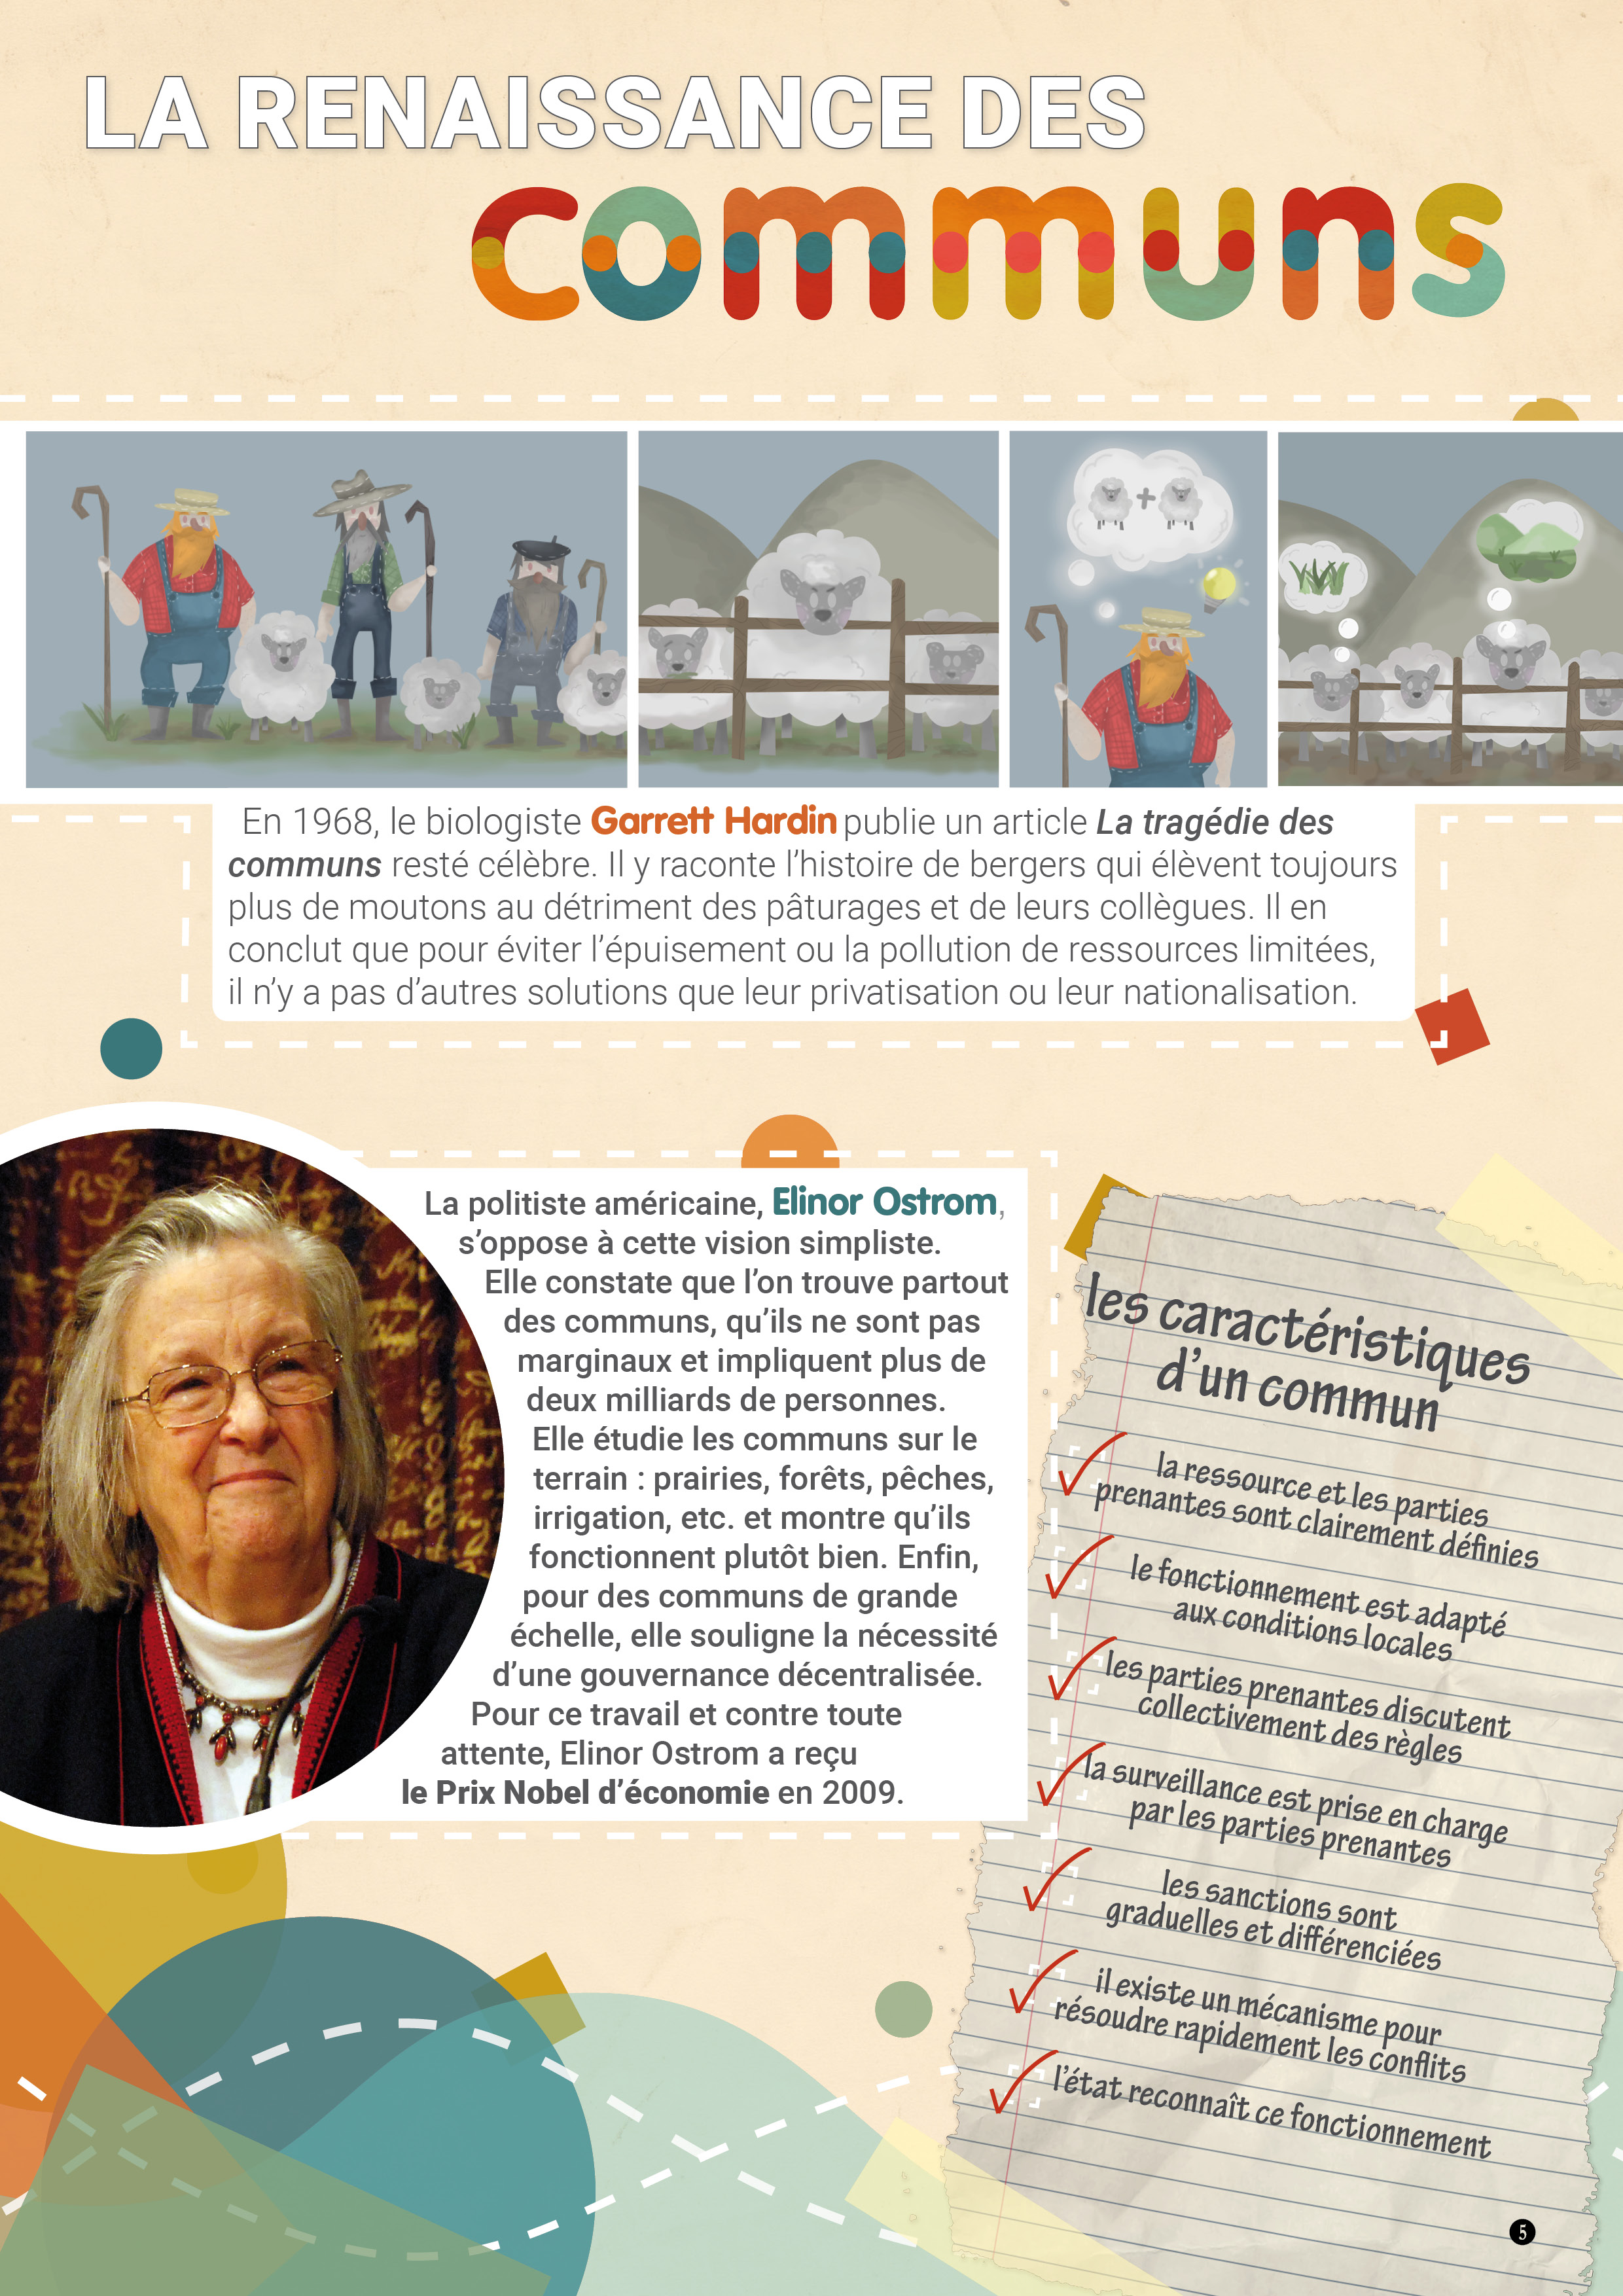 LA RENAISSANCE DES
communs
En 1968, le biologiste Garrett Hardin publie un article La tragédie des
communs resté célèbre. Il y raconte l'histoire de bergers qui élèvent toujours
plus de moutons au détriment des pâturages et de leurs collègues. Il en
conclut que pour éviter l'épuisement ou la pollution de ressources limitées,
il n'y a pas d'autres solutions que leur privatisation ou leur nationalisation.
La politiste américaine, Elinor Ostrom,
s'oppose à cette vision simpliste.
Elle constate que l'on trouve partout
des communs, qu'ils ne sont pas
marginaux et impliquent plus de
deux milliards de personnes.
Elle étudie les communs sur le
terrain : prairies, forêts, pêches,
irrigation, etc. et montre qu'ils
fonctionnent plutôt bien. Enfin,
pour des communs de grande
échelle, elle souligne la nécessité
d'une gouvernance décentralisée.
Pour ce travail et contre toute
attente, Elinor Ostrom a reçu
le Prix Nobel d'économie en 2009.
les caractéristiques
d'un commun
la ressource et les parties
prenantes sont clairement définies
le fonctionnement est adapté
aux conditions locales
les parties prenantes discutent
collectivement des règles
la surveillance est prise en charge
par les parties prenantes
les sanctions sont
graduelles et différenciées
il existe un mécanisme pour
résoudre rapidement les conflits
l'état reconnaît ce fonctionnement
5